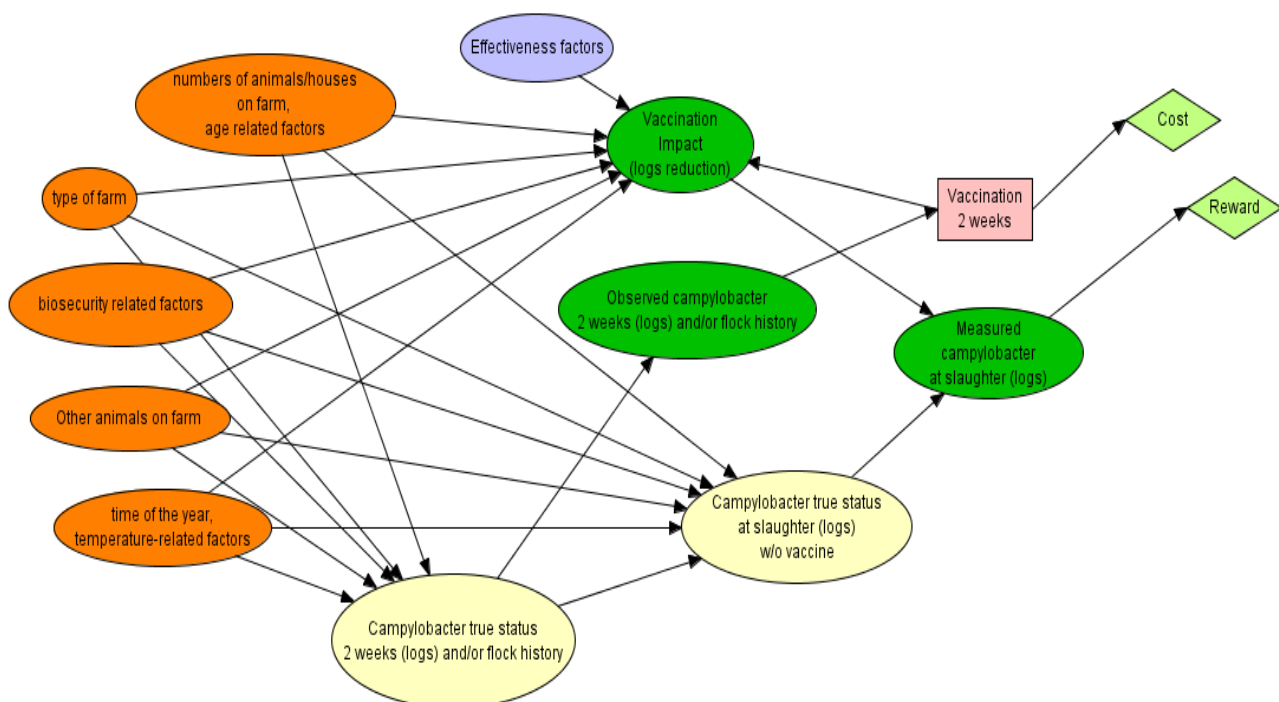 Effectiveness factors
numbers of animals/houses
on farm,
age related factors
Vaccination
Impact
(logs reduction)
Cost
type of farm
Vaccination
2 weeks
Reward
biosecurity related factors
Observed campylobacter
2 weeks (logs) and/or flock history
Measured
campylobacter
at slaughter (logs)
Other animals on farm
time of the year,
temperature-related factors
Campylobacter true status
at slaughter (logs)
w/o vaccine
Campylobacter true status
2 weeks (logs) and/or flock history